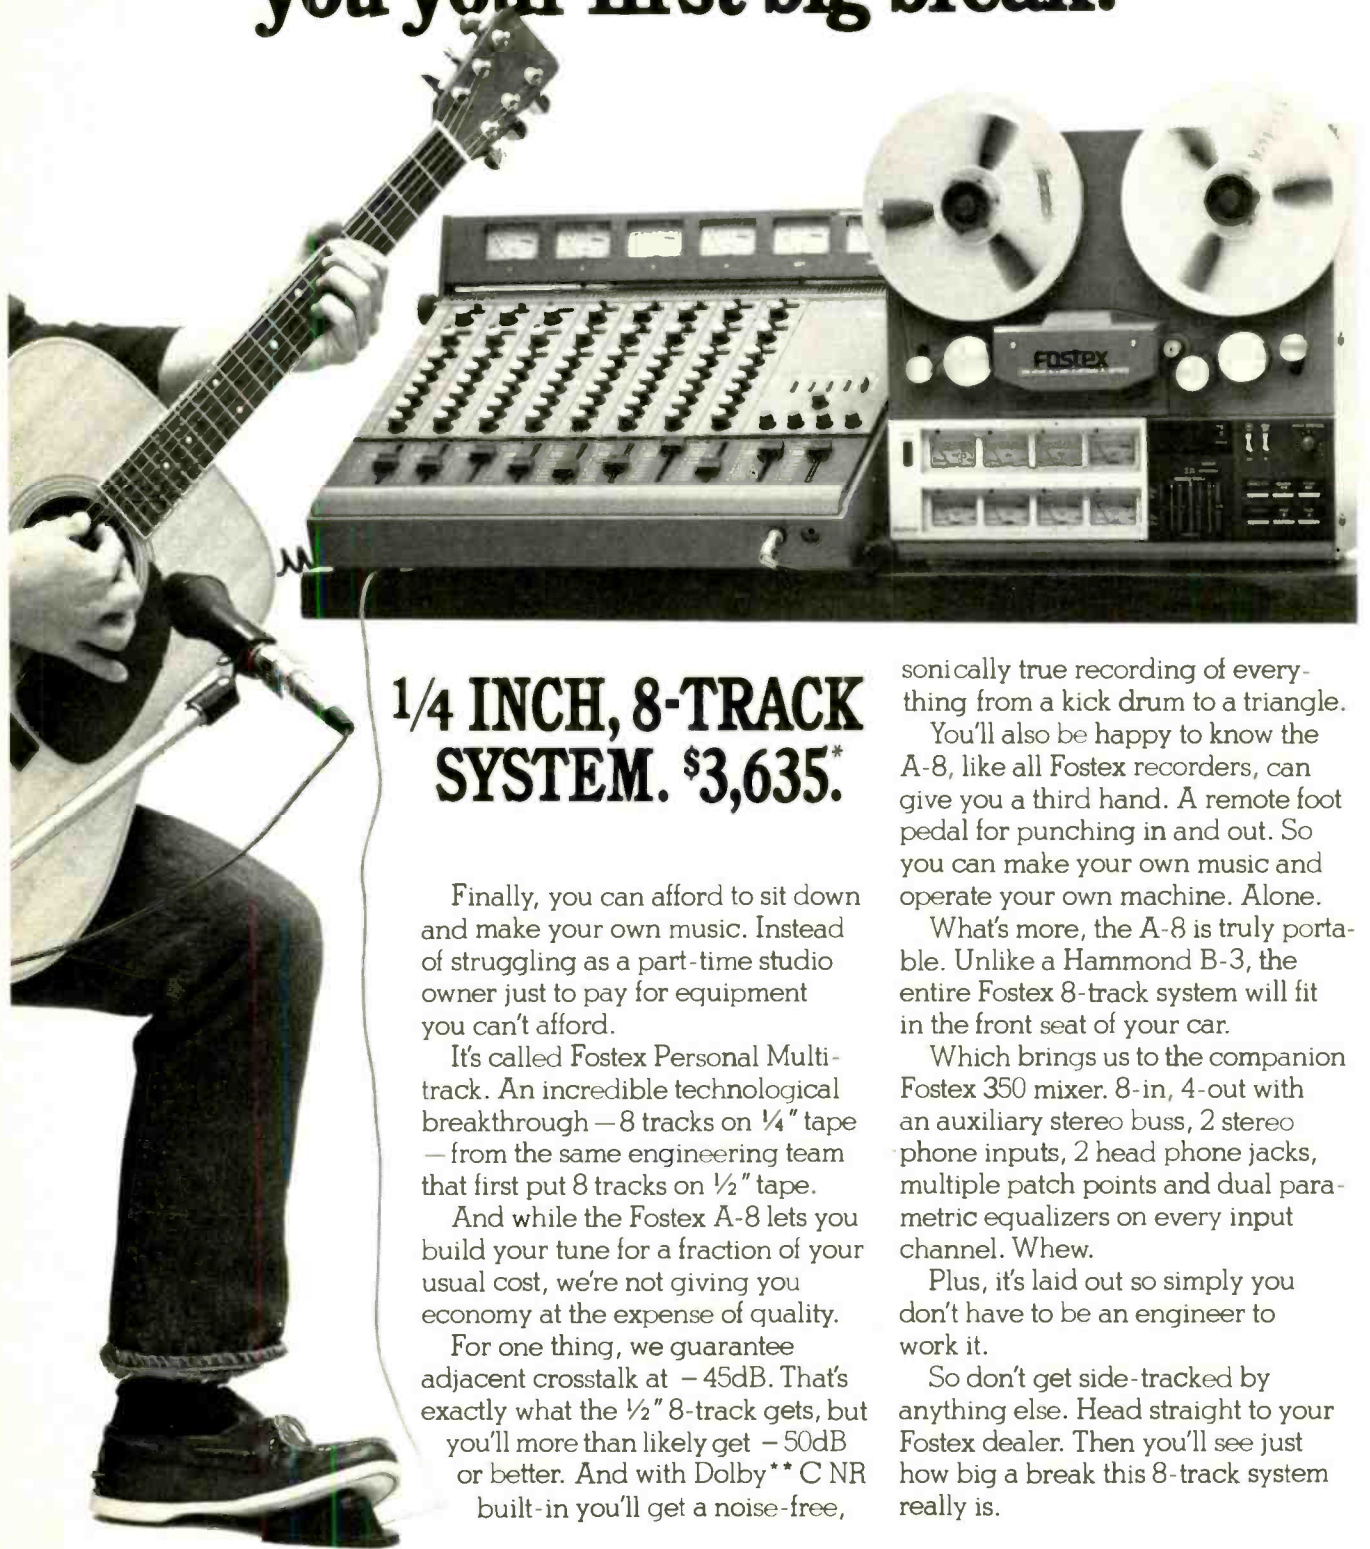 you your first big break.
FOSTEX
1/4 INCH, 8-TRACK
SYSTEM. $3,635.*
Finally, you can afford to sit down
and make your own music. Instead
of struggling as a part-time studio
owner just to pay for equipment
you can't afford.
It's called Fostex Personal Multi-
track. An incredible technological
breakthrough — 8 tracks on ¼" tape
— from the same engineering team
that first put 8 tracks on ½" tape.
And while the Fostex A-8 lets you
build your tune for a fraction of your
usual cost, we're not giving you
economy at the expense of quality.
For one thing, we guarantee
adjacent crosstalk at – 45dB. That's
exactly what the ½" 8-track gets, but
you'll more than likely get – 50dB
or better. And with Dolby** C NR
built-in you'll get a noise-free,
sonically true recording of every-
thing from a kick drum to a triangle.
You'll also be happy to know the
A-8, like all Fostex recorders, can
give you a third hand. A remote foot
pedal for punching in and out. So
you can make your own music and
operate your own machine. Alone.
What's more, the A-8 is truly porta-
ble. Unlike a Hammond B-3, the
entire Fostex 8-track system will fit
in the front seat of your car.
Which brings us to the companion
Fostex 350 mixer. 8-in, 4-out with
an auxiliary stereo buss, 2 stereo
phone inputs, 2 head phone jacks,
multiple patch points and dual para-
metric equalizers on every input
channel. Whew.
Plus, it's laid out so simply you
don't have to be an engineer to
work it.
So don't get side-tracked by
anything else. Head straight to your
Fostex dealer. Then you'll see just
how big a break this 8-track system
really is.